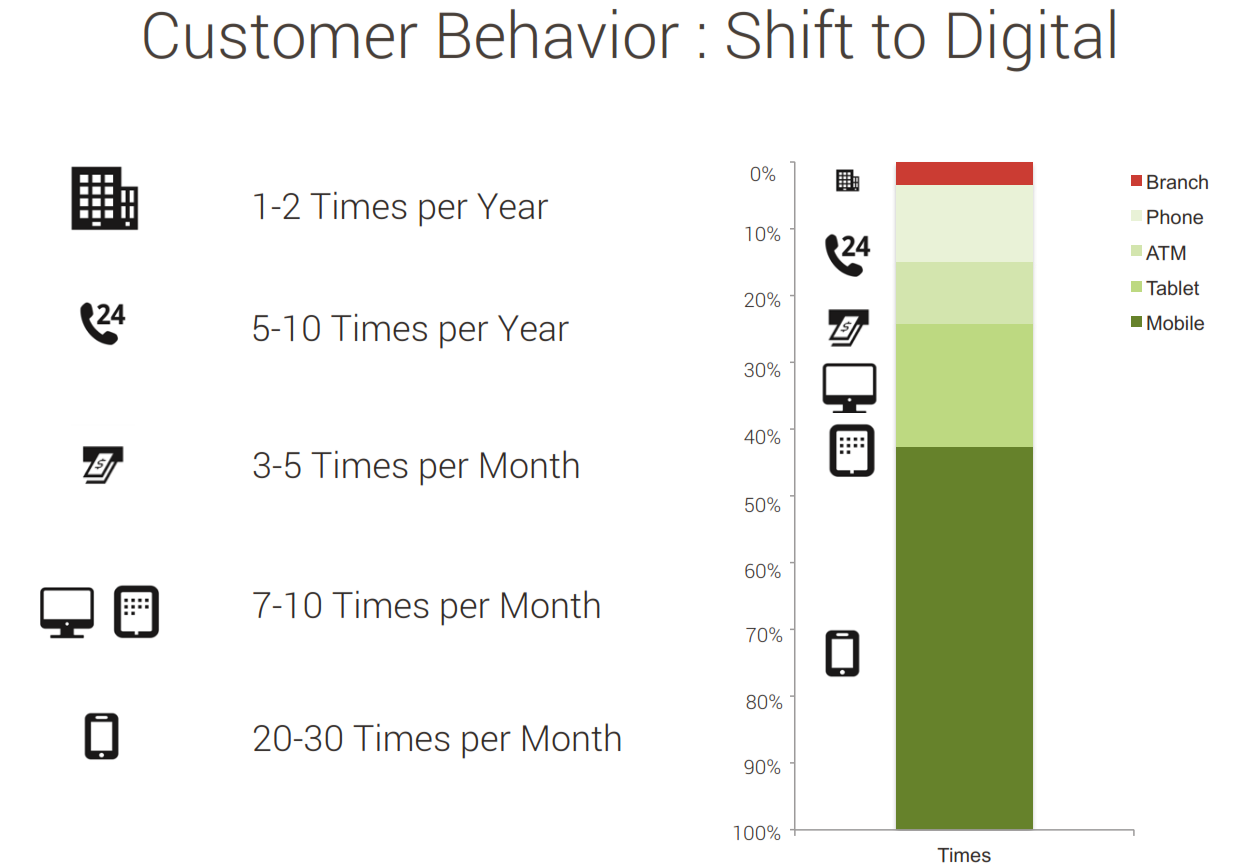 Customer Behavior : Shift to Digital
1-2 Times per Year
24
5-10 Times per Year
$
3-5 Times per Month
7-10 Times per Month
20-30 Times per Month
0%
10%
20%
30%
40%
50%
60%
70%
80%
90%
100%
24
$
Times
Branch
Phone
ATM
Tablet
Mobile